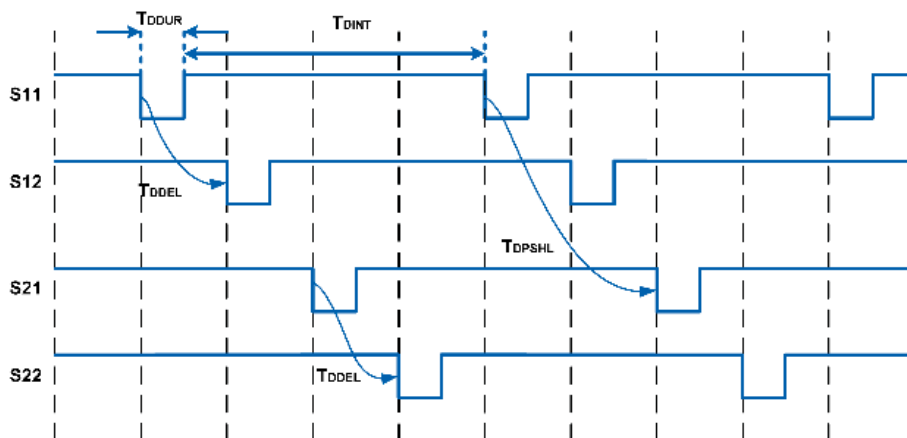 TDDUR
TDINT
S11
S12
TDDEL
TDPSHL
S21
S22
TDDEL